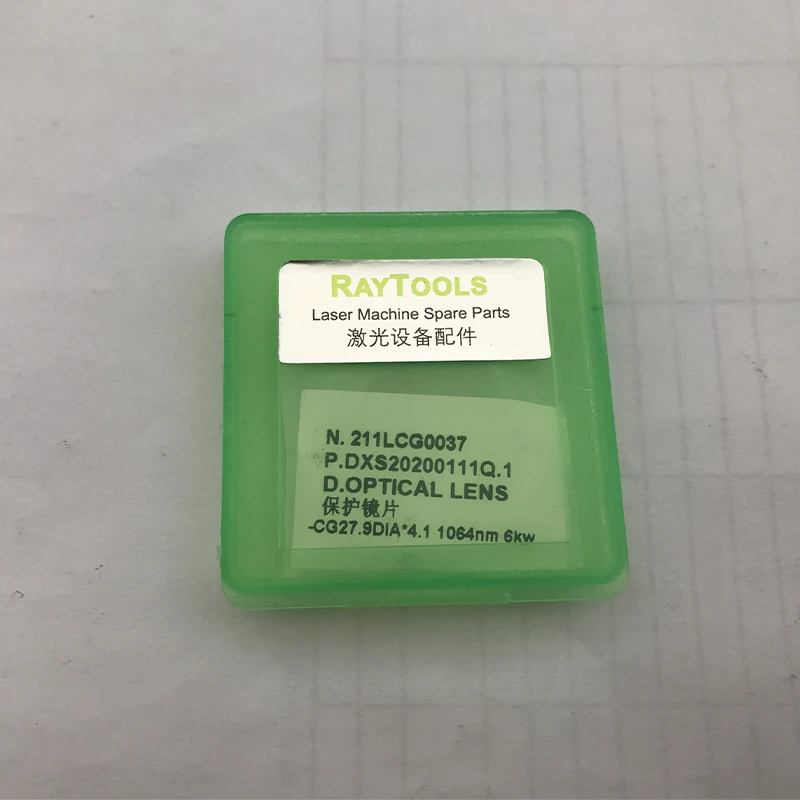 RAYTOOLS
Laser Machine Spare Parts
激光设备配件
N. 211LCG0037
P.DXS20200111Q.1
D.OPTICAL LENS
保护镜片
-CG27.9DIA*4.1 1064nm 6kw